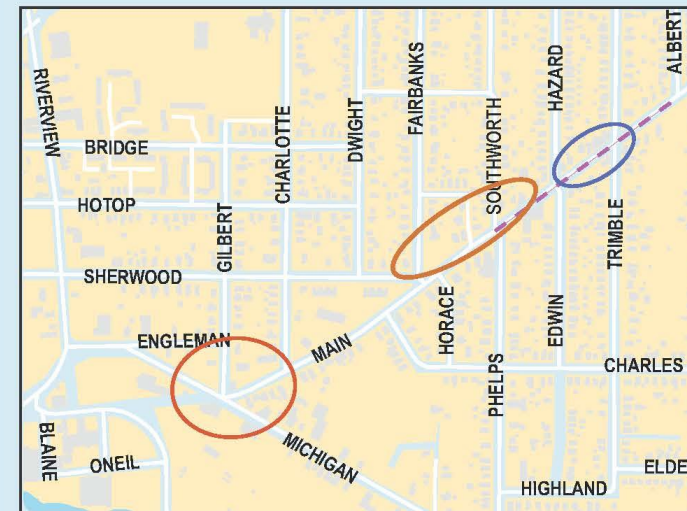 ALBERT
FAIRBANKS
HAZARD
RIVERVIEW
SOUTHWORTH
DWIGHT
CHARLOTTE
BRIDGE
HOTOP
TRIMBLE
GILBERT
SHERWOOD
HORACE
EDWIN
ENGLEMAN
MAIN
CHARLES
PHELPS
MICHIGAN
BLAINE
ONEIL
ELDE
HIGHLAND